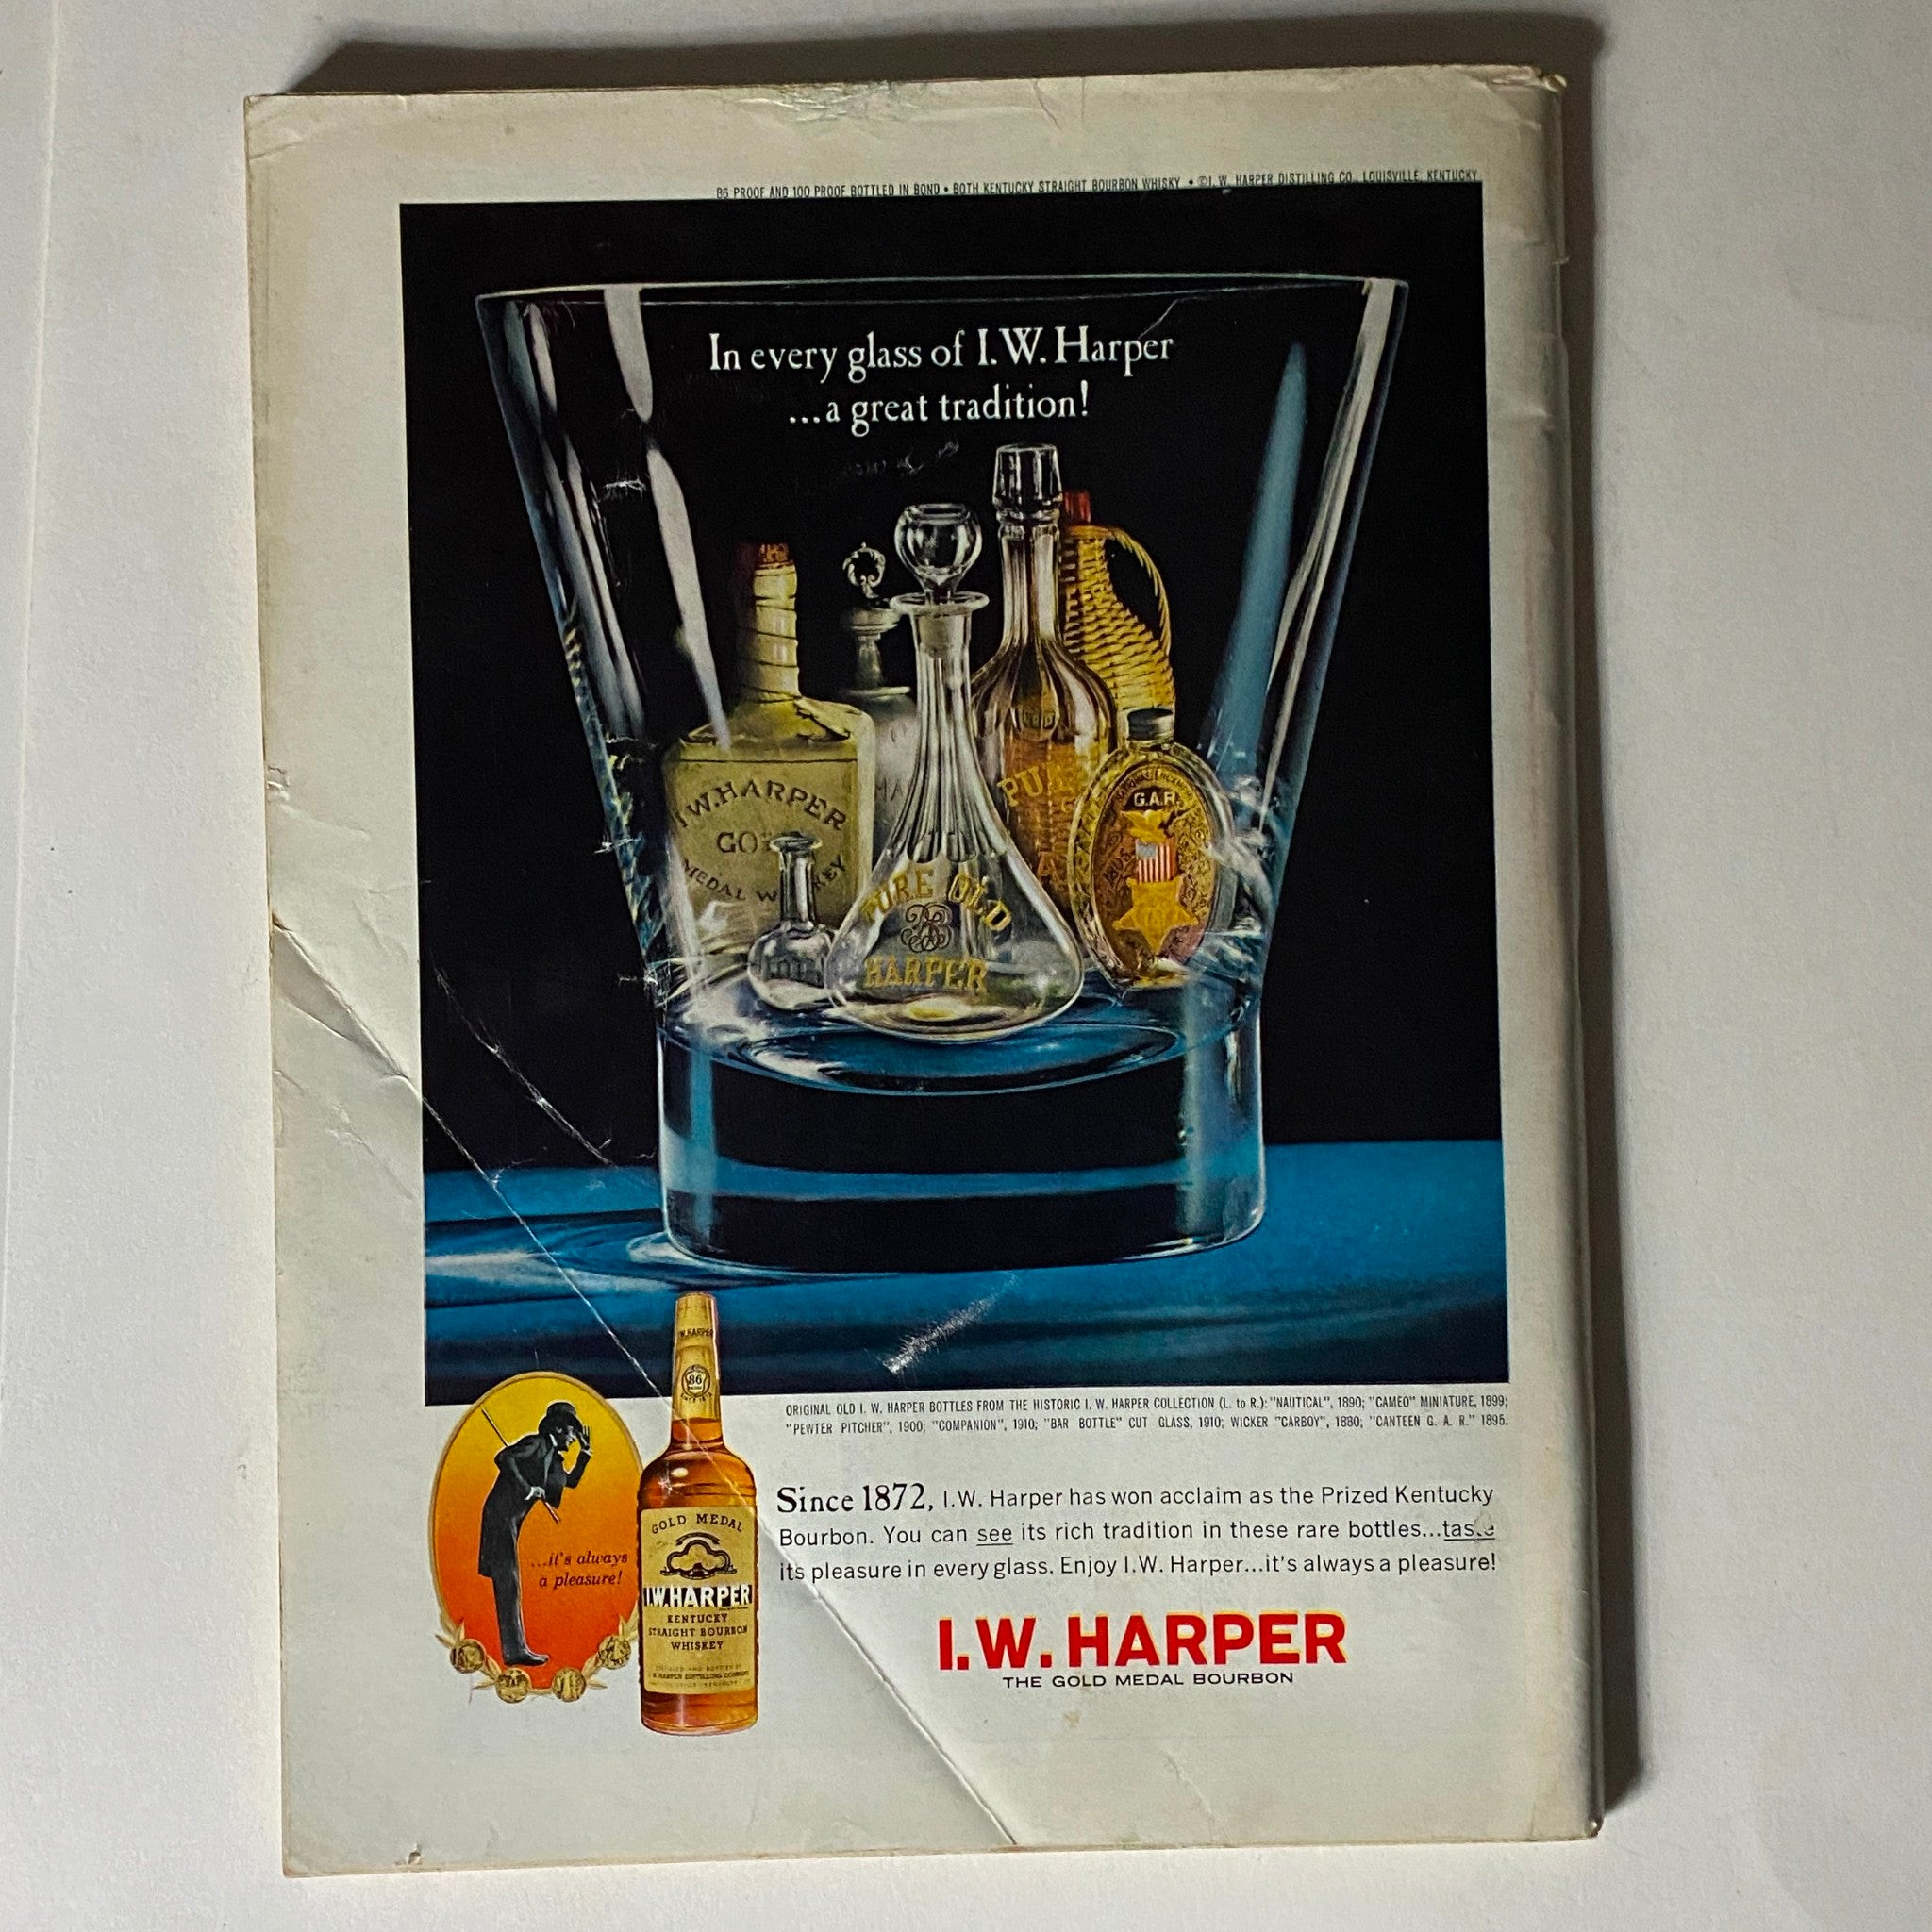 86 PROOF AND 100 PROOF BOTTLED IN BOND • BOTH KENTUCKY STRAIGHT BOURBON WHISKY • ©I. W. HARPER DISTILLING CO., LOUISVILLE, KENTUCKY
In every glass of I.W. Harper
...a great tradition!
I.W. HARPER
GO
MEDAL W KEY
PURE OLD
HARPER
PU
G.A.R.
ORIGINAL OLD I. W. HARPER BOTTLES FROM THE HISTORIC I. W. HARPER COLLECTION (L. to R.): "NAUTICAL", 1890; "CAMEO" MINIATURE, 1899;
"PEWTER PITCHER", 1900; "COMPANION", 1910; "BAR BOTTLE" CUT GLASS, 1910; WICKER "CARBOY", 1880; "CANTEEN G. A. R." 1895.
...it's always
a pleasure!
W. HARPER
86
GOLD MEDAL
I.W. HARPER
KENTUCKY
STRAIGHT BOURBON
WHISKEY
Since 1872, I.W. Harper has won acclaim as the Prized Kentucky
Bourbon. You can see its rich tradition in these rare bottles...taste
its pleasure in every glass. Enjoy I.W. Harper...it's always a pleasure!
I.W. HARPER
THE GOLD MEDAL BOURBON